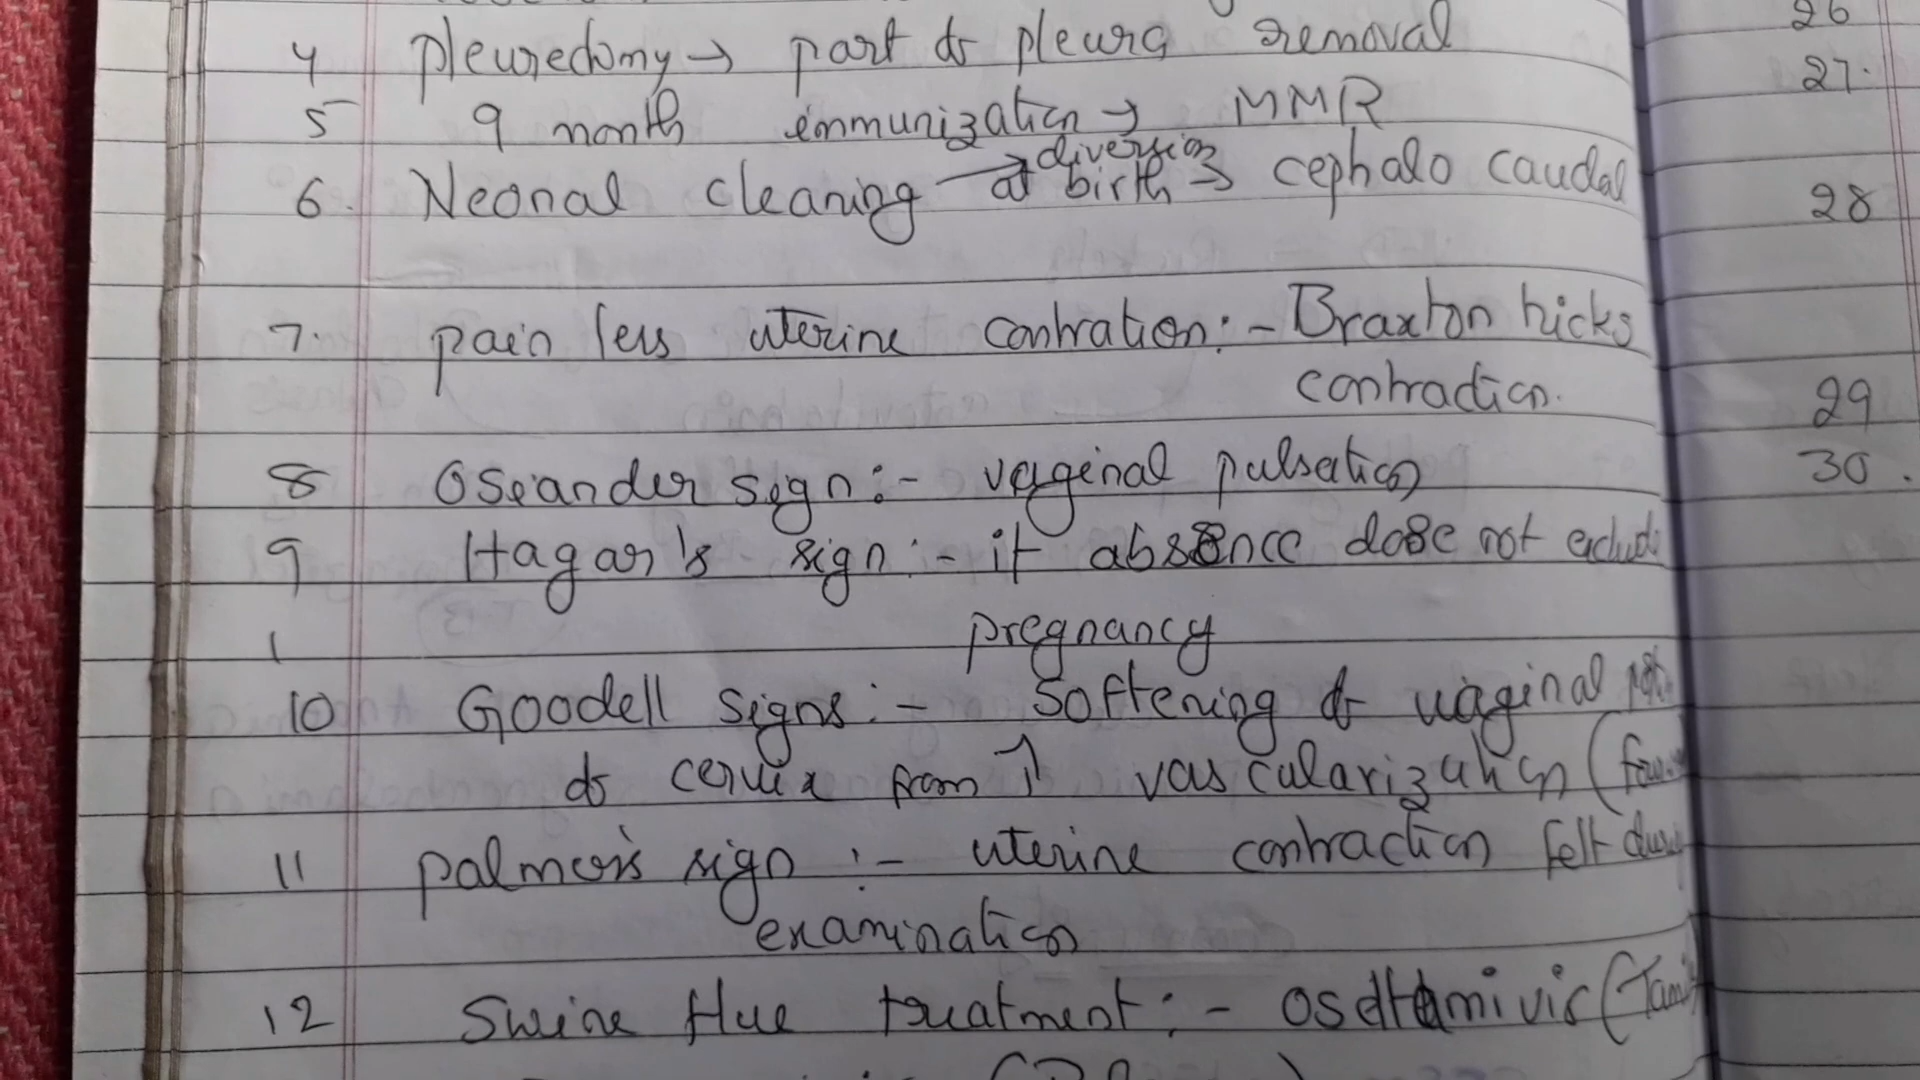 4 Pleurectomy → part of pleura removal
5 9 month immunization → MMR
6. Neonal cleaning → diversion at birth → cephalo caudal
7. pain less uterine contration:- Braxton hicks
contraction.
8 Oseander sign:- vaginal pulsation
9 Hagar's sign:- it absence dose not
1 pregnancy
10 Goodell signs:- Softening of vaginal
of cervix from ↑ vascularization (
11 palmer's sign:- uterine contraction felt
examination
12 Swine flue treatment:- oseltamivir (
26
27.
28
29
30.